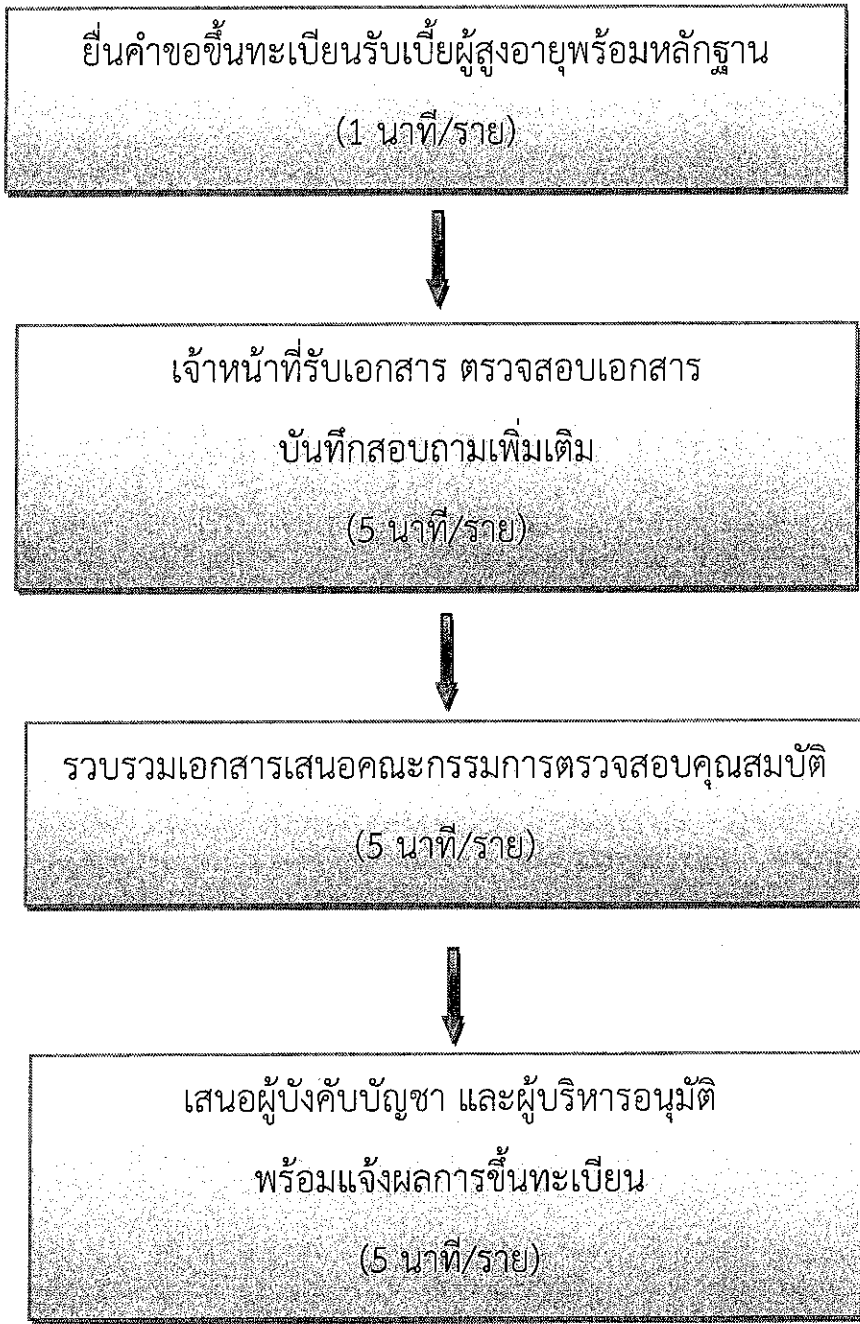 ยื่นคำขอขึ้นทะเบียนรับเบี้ยผู้สูงอายุพร้อมหลักฐาน
(1 นาที/ราย)
เจ้าหน้าที่รับเอกสาร ตรวจสอบเอกสาร
บันทึกสอบถามเพิ่มเติม
(5 นาที/ราย)
รวบรวมเอกสารเสนอคณะกรรมการตรวจสอบคุณสมบัติ
(5 นาที/ราย)
เสนอผู้บังคับบัญชา และผู้บริหารอนุมัติ
พร้อมแจ้งผลการขึ้นทะเบียน
(5 นาที/ราย)